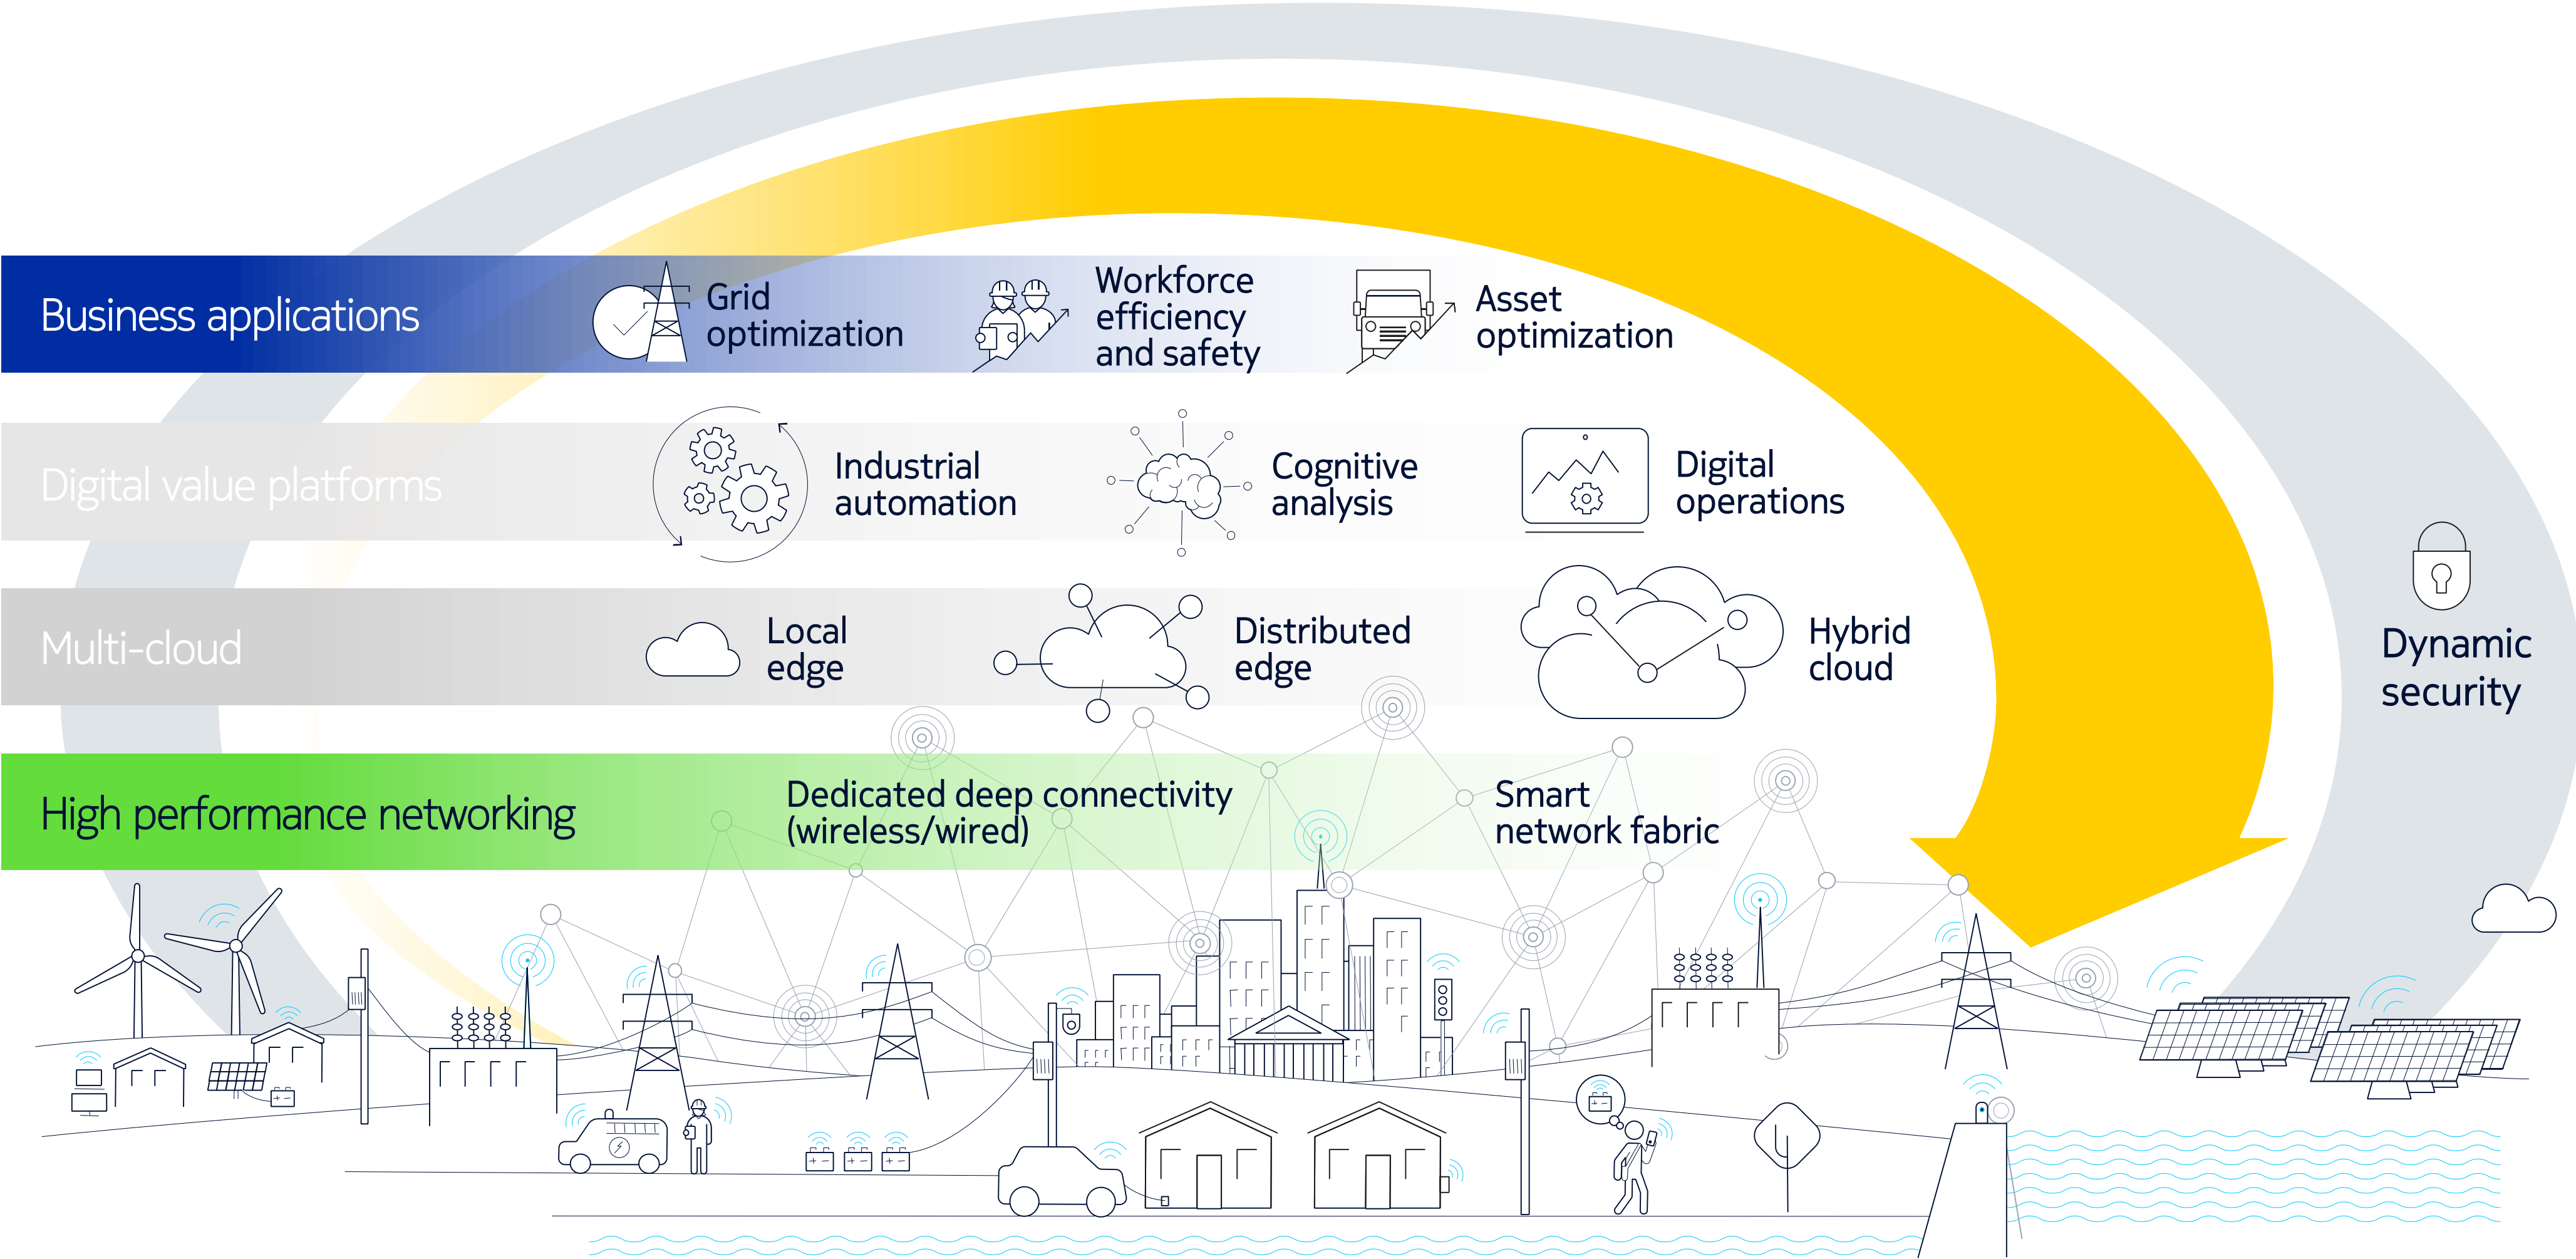 Business applications
Grid
optimization
Workforce
efficiency
and safety
Asset
optimization
Digital value platforms
Industrial
automation
Cognitive
analysis
Digital
operations
Multi-cloud
Local
edge
Distributed
edge
Hybrid
cloud
Dynamic
security
High performance networking
Dedicated deep connectivity
(wireless/wired)
Smart
network fabric